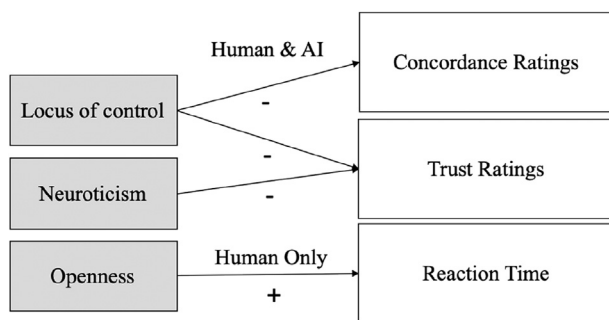 Human & AI
Concordance Ratings
Locus of control
-
-
Trust Ratings
Neuroticism
-
Human Only
Openness
Reaction Time
+